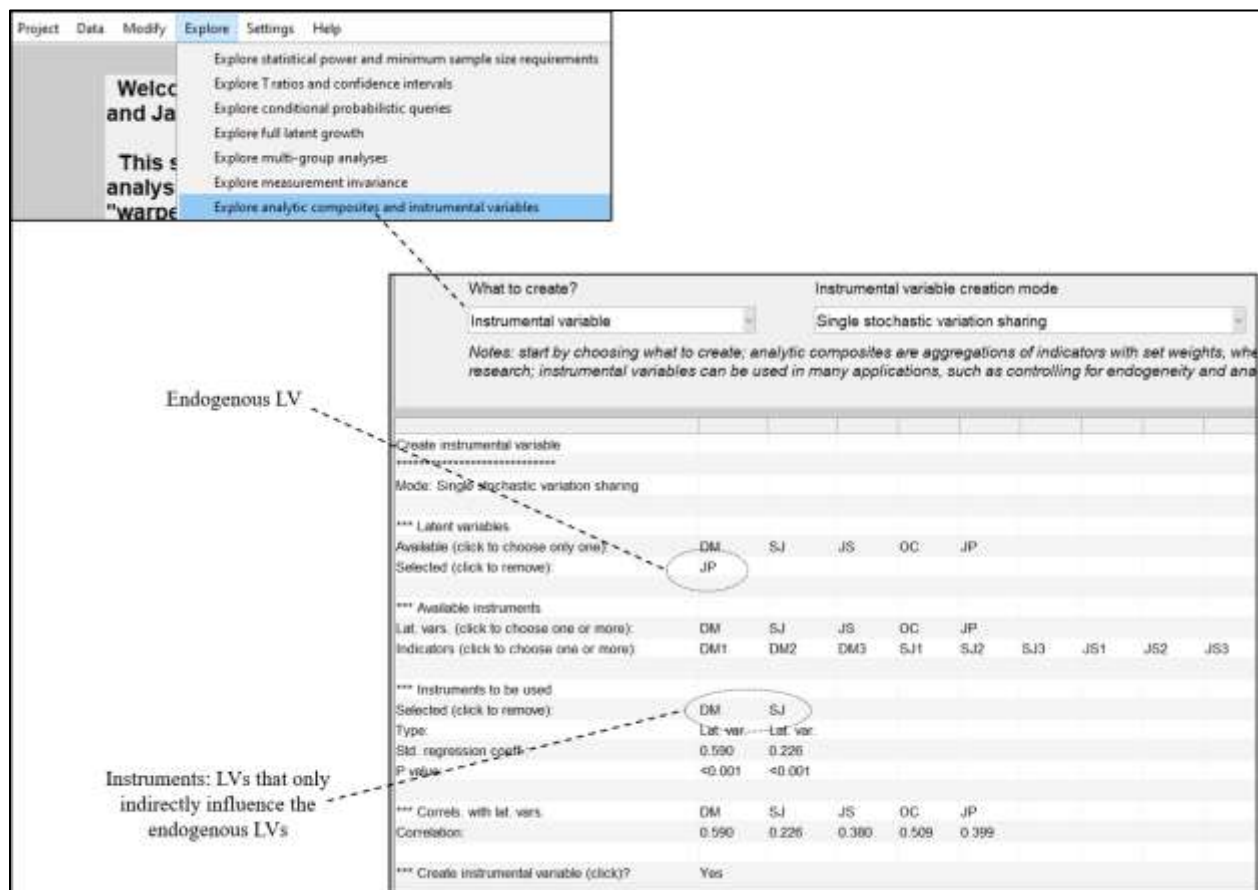 Project Data Modify Explore Settings Help
Explore statistical power and minimum sample size requirements
Explore T ratios and confidence intervals
Explore conditional probabilistic queries
Explore full latent growth
Explore multi-group analyses
Explore measurement invariance
Explore analytic composites and instrumental variables
Welco
and Ja
This s
analys
"warpe
What to create? Instrumental variable creation mode
Instrumental variable Single stochastic variation sharing
Notes: start by choosing what to create; analytic composites are aggregations of indicators with set weights, whe
research; instrumental variables can be used in many applications, such as controlling for endogeneity and ana
Endogenous LV
Create instrumental variable
****************************
Mode: Single stochastic variation sharing
*** Latent variables
Available (click to choose only one): DM SJ JS OC JP
Selected (click to remove): JP
*** Available instruments
Lat. vars. (click to choose one or more): DM SJ JS OC JP
Indicators (click to choose one or more): DM1 DM2 DM3 SJ1 SJ2 SJ3 JS1 JS2 JS3
*** Instruments to be used
Selected (click to remove): DM SJ
Type: Lat. var. Lat. var.
Std. regression coeff. 0.590 0.226
P value: <0.001 <0.001
Instruments: LVs that only
indirectly influence the
endogenous LVs
*** Correls. with lat. vars. DM SJ JS OC JP
Correlation: 0.590 0.226 0.380 0.509 0.399
*** Create instrumental variable (click)? Yes